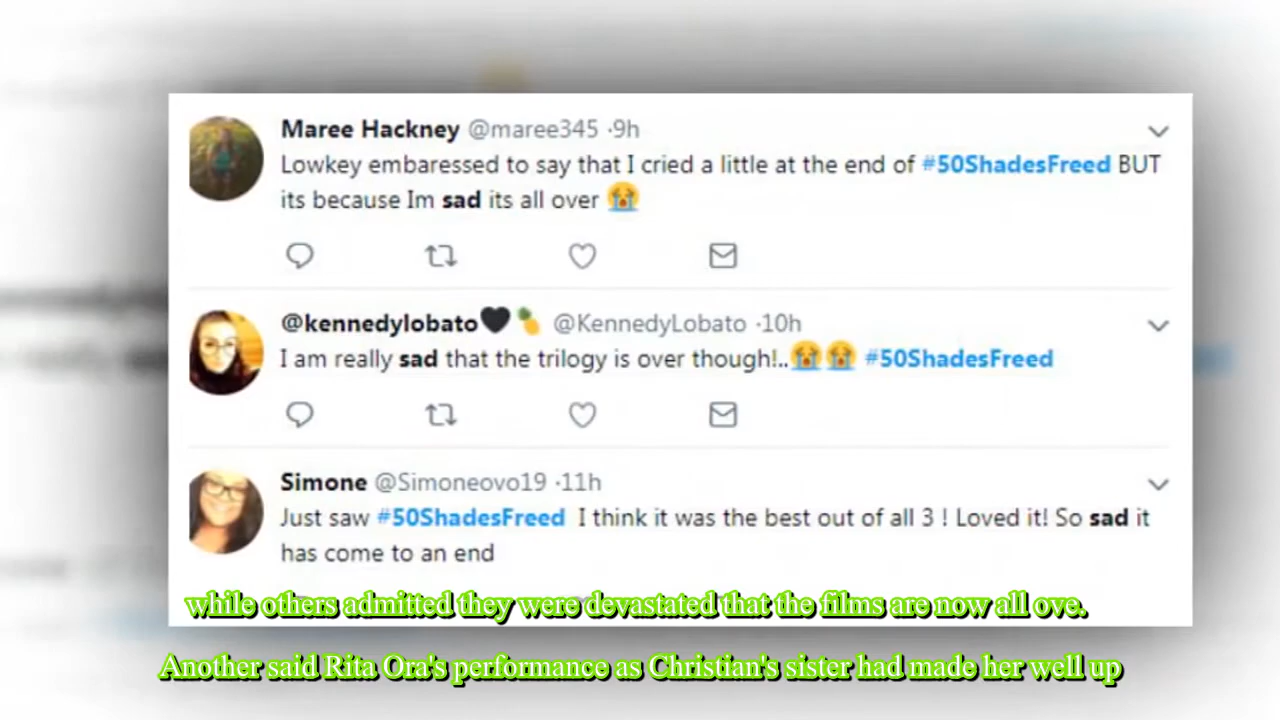 Maree Hackney @maree345 ·9h
Lowkey embaressed to say that I cried a little at the end of #50ShadesFreed BUT
its because Im sad its all over 😭
@kennedylobato🖤🍍 @KennedyLobato ·10h
I am really sad that the trilogy is over though!..😭😭 #50ShadesFreed
Simone @Simoneovo19 ·11h
Just saw #50ShadesFreed I think it was the best out of all 3 ! Loved it! So sad it
has come to an end
while others admitted they were devastated that the films are now all ove.
Another said Rita Ora's performance as Christian's sister had made her well up